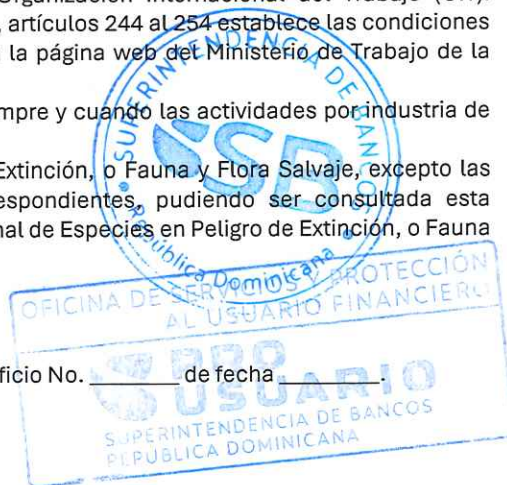 Organización Internacional del Trabajo (OIT).
, artículos 244 al 254 establece las condiciones
la página web del Ministerio de Trabajo de la
mpre y cuando las actividades por industria de
Extinción, o Fauna y Flora Salvaje, excepto las
espondientes, pudiendo ser consultada esta
nal de Especies en Peligro de Extinción, o Fauna
SUPERINTENDENCIA DE BANCOS
SB
República Dominicana
OFICINA DE SERVICIOS Y PROTECCIÓN
AL USUARIO FINANCIERO
ficio No. ________ de fecha ________.
PRO
USUARIO
SUPERINTENDENCIA DE BANCOS
REPÚBLICA DOMINICANA